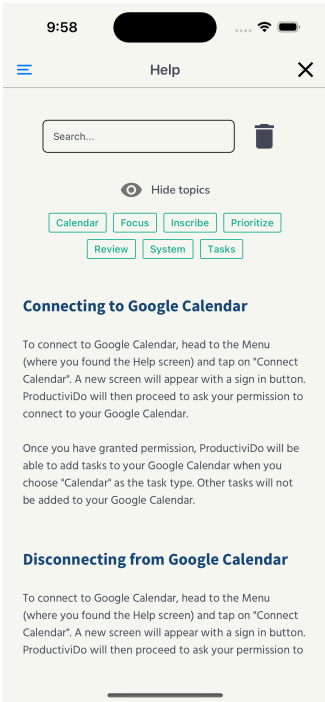 9:58
Help
Search...
Hide topics
Calendar Focus Inscribe Prioritize
Review System Tasks
Connecting to Google Calendar
To connect to Google Calendar, head to the Menu
(where you found the Help screen) and tap on "Connect
Calendar". A new screen will appear with a sign in button.
ProductiviDo will then proceed to ask your permission to
connect to your Google Calendar.
Once you have granted permission, ProductiviDo will be
able to add tasks to your Google Calendar when you
choose "Calendar" as the task type. Other tasks will not
be added to your Google Calendar.
Disconnecting from Google Calendar
To connect to Google Calendar, head to the Menu
(where you found the Help screen) and tap on "Connect
Calendar". A new screen will appear with a sign in button.
ProductiviDo will then proceed to ask your permission to